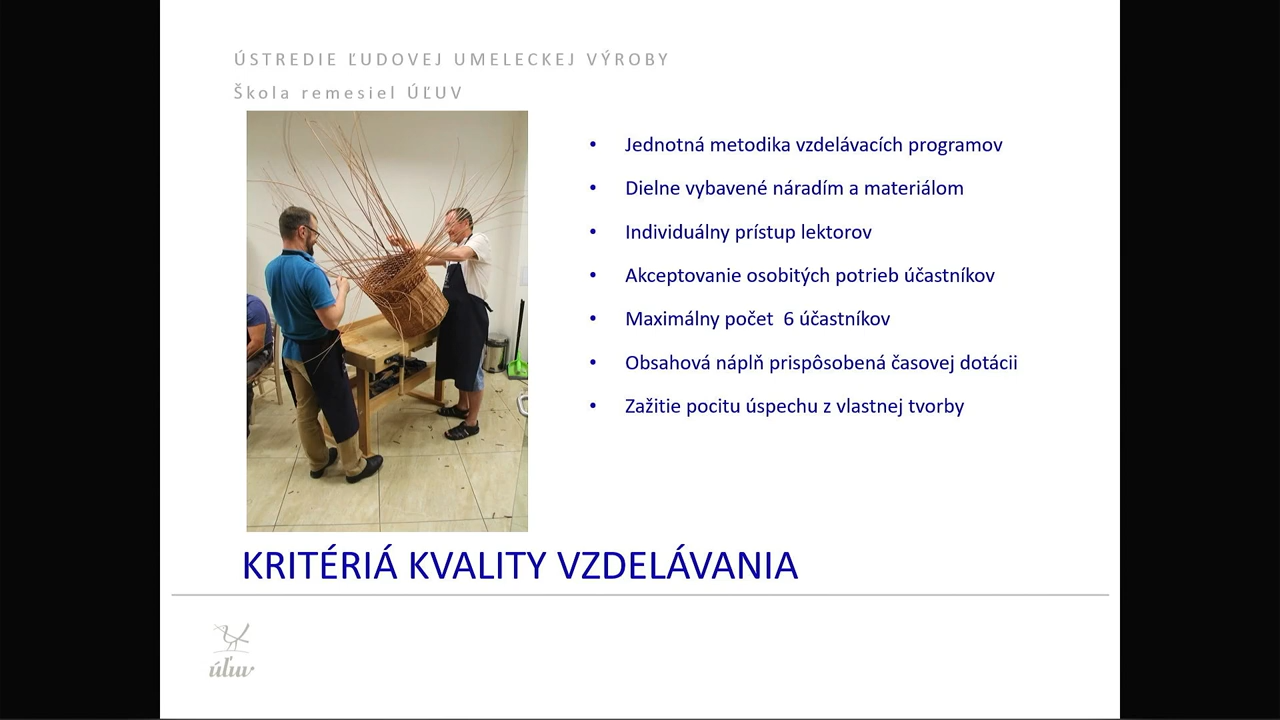 ÚSTREDIE ĽUDOVEJ UMELECKEJ VÝROBY
Škola remesiel ÚĽUV
• Jednotná metodika vzdelávacích programov
• Dielne vybavené náradím a materiálom
• Individuálny prístup lektorov
• Akceptovanie osobitých potrieb účastníkov
• Maximálny počet  6 účastníkov
• Obsahová náplň prispôsobená časovej dotácii
• Zažitie pocitu úspechu z vlastnej tvorby
KRITÉRIÁ KVALITY VZDELÁVANIA
úľuv